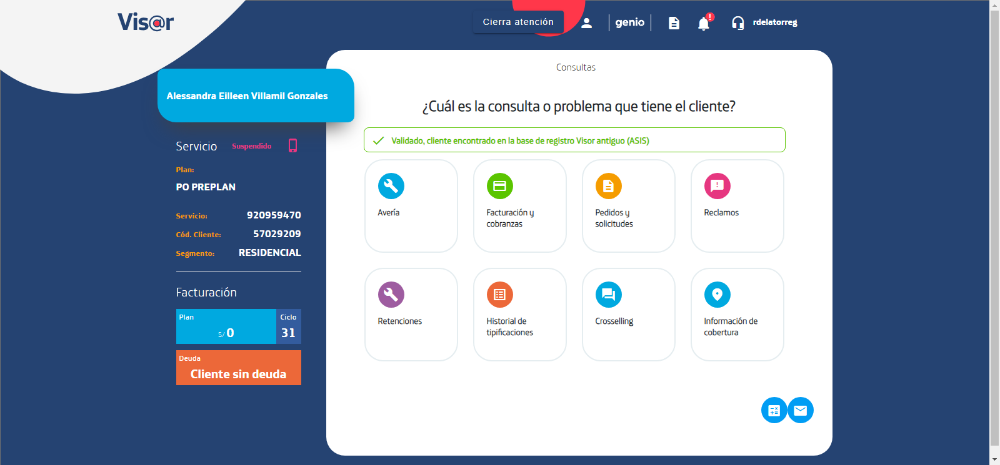 Vis@r
Cierra atención
genio
rdelatorreg
Consultas
Alessandra Eilleen Villamil Gonzales
¿Cuál es la consulta o problema que tiene el cliente?
Validado, cliente encontrado en la base de registro Visor antiguo (ASIS)
Servicio Suspendido
Plan:
PO PREPLAN
Servicio: 920959470
Cód. Cliente: 57029209
Segmento: RESIDENCIAL
Facturación
Plan
S/ 0
Ciclo
31
Deuda
Cliente sin deuda
Avería
Facturación y
cobranzas
Pedidos y
solicitudes
Reclamos
Retenciones
Historial de
tipificaciones
Crosselling
Información de
cobertura